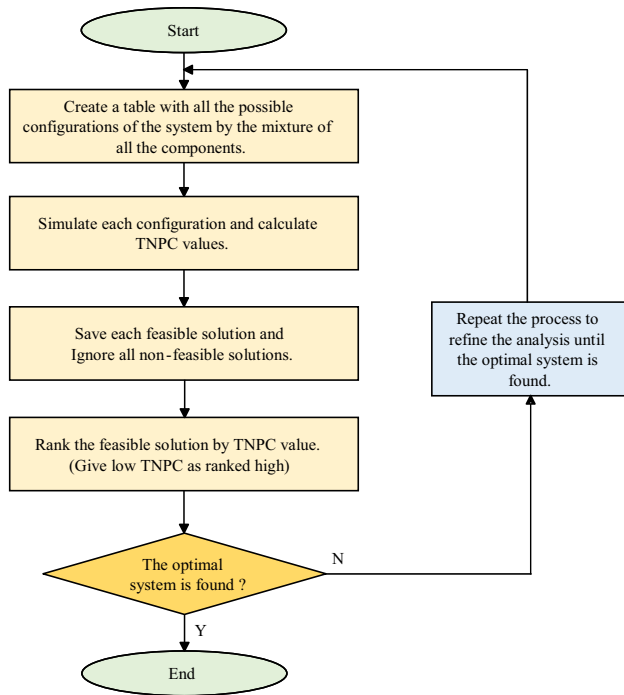 Start
Create a table with all the possible
configurations of the system by the mixture of
all the components.
Simulate each configuration and calculate
TNPC values.
Save each feasible solution and
Ignore all non-feasible solutions.
Rank the feasible solution by TNPC value.
(Give low TNPC as ranked high)
The optimal
system is found ?
N
Repeat the process to
refine the analysis until
the optimal system is
found.
Y
End